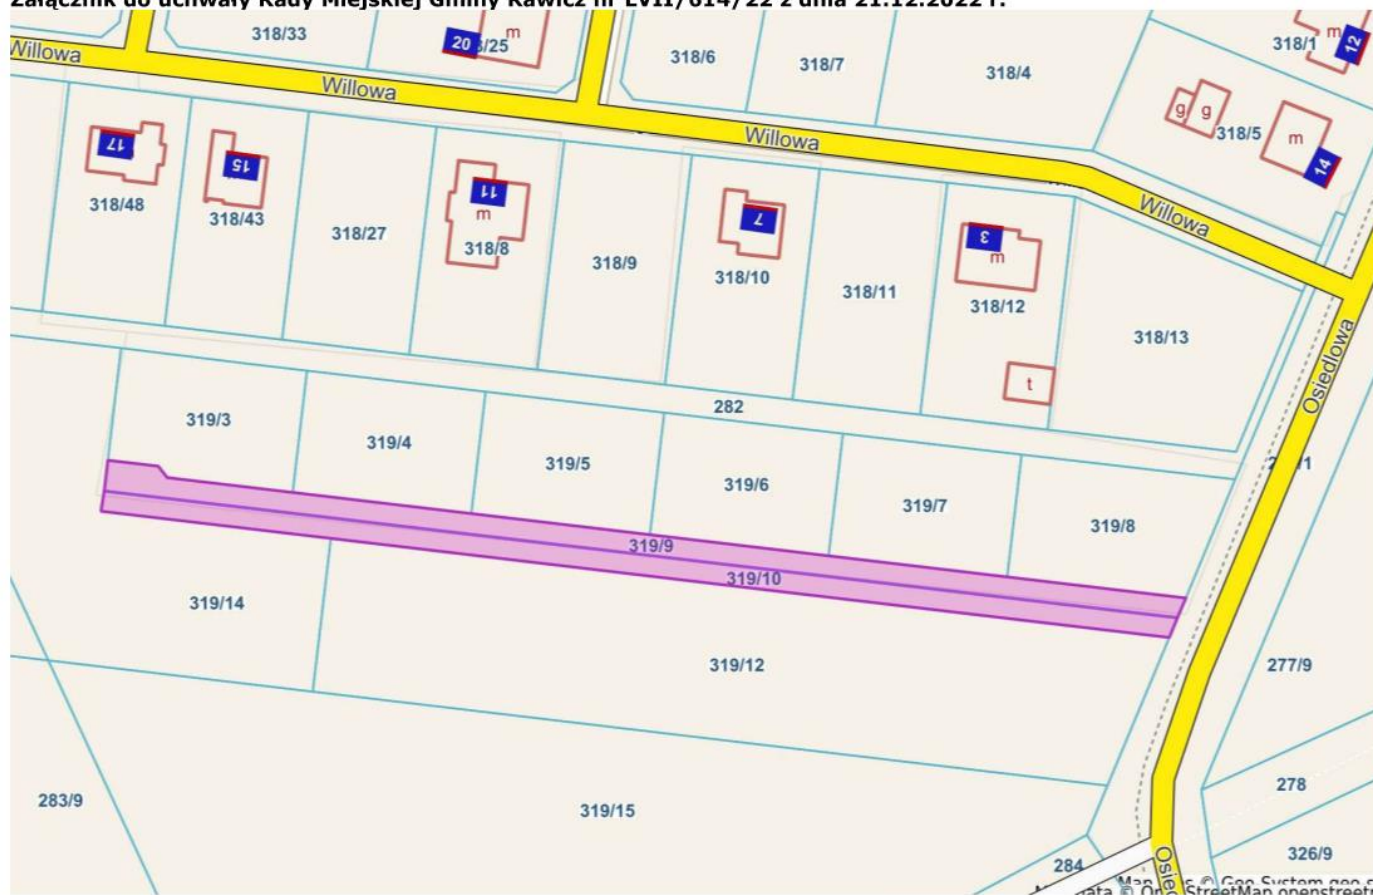 Załącznik do uchwały Rady Miejskiej Gminy Rawicz nr LVII/614/22 z dnia 21.12.2022 r.
318/33
20
/25
m
318/6
318/7
318/4
318/1
m
12
Willowa
Willowa
Willowa
Willowa
g
g
318/5
m
14
17
15
11
m
7
3
m
318/48
318/43
318/27
318/8
318/9
318/10
318/11
318/12
318/13
t
Osiedlowa
282
319/3
319/4
319/5
319/6
319/7
319/8
319/9
319/10
319/14
319/12
277/9
283/9
319/15
278
284
326/9